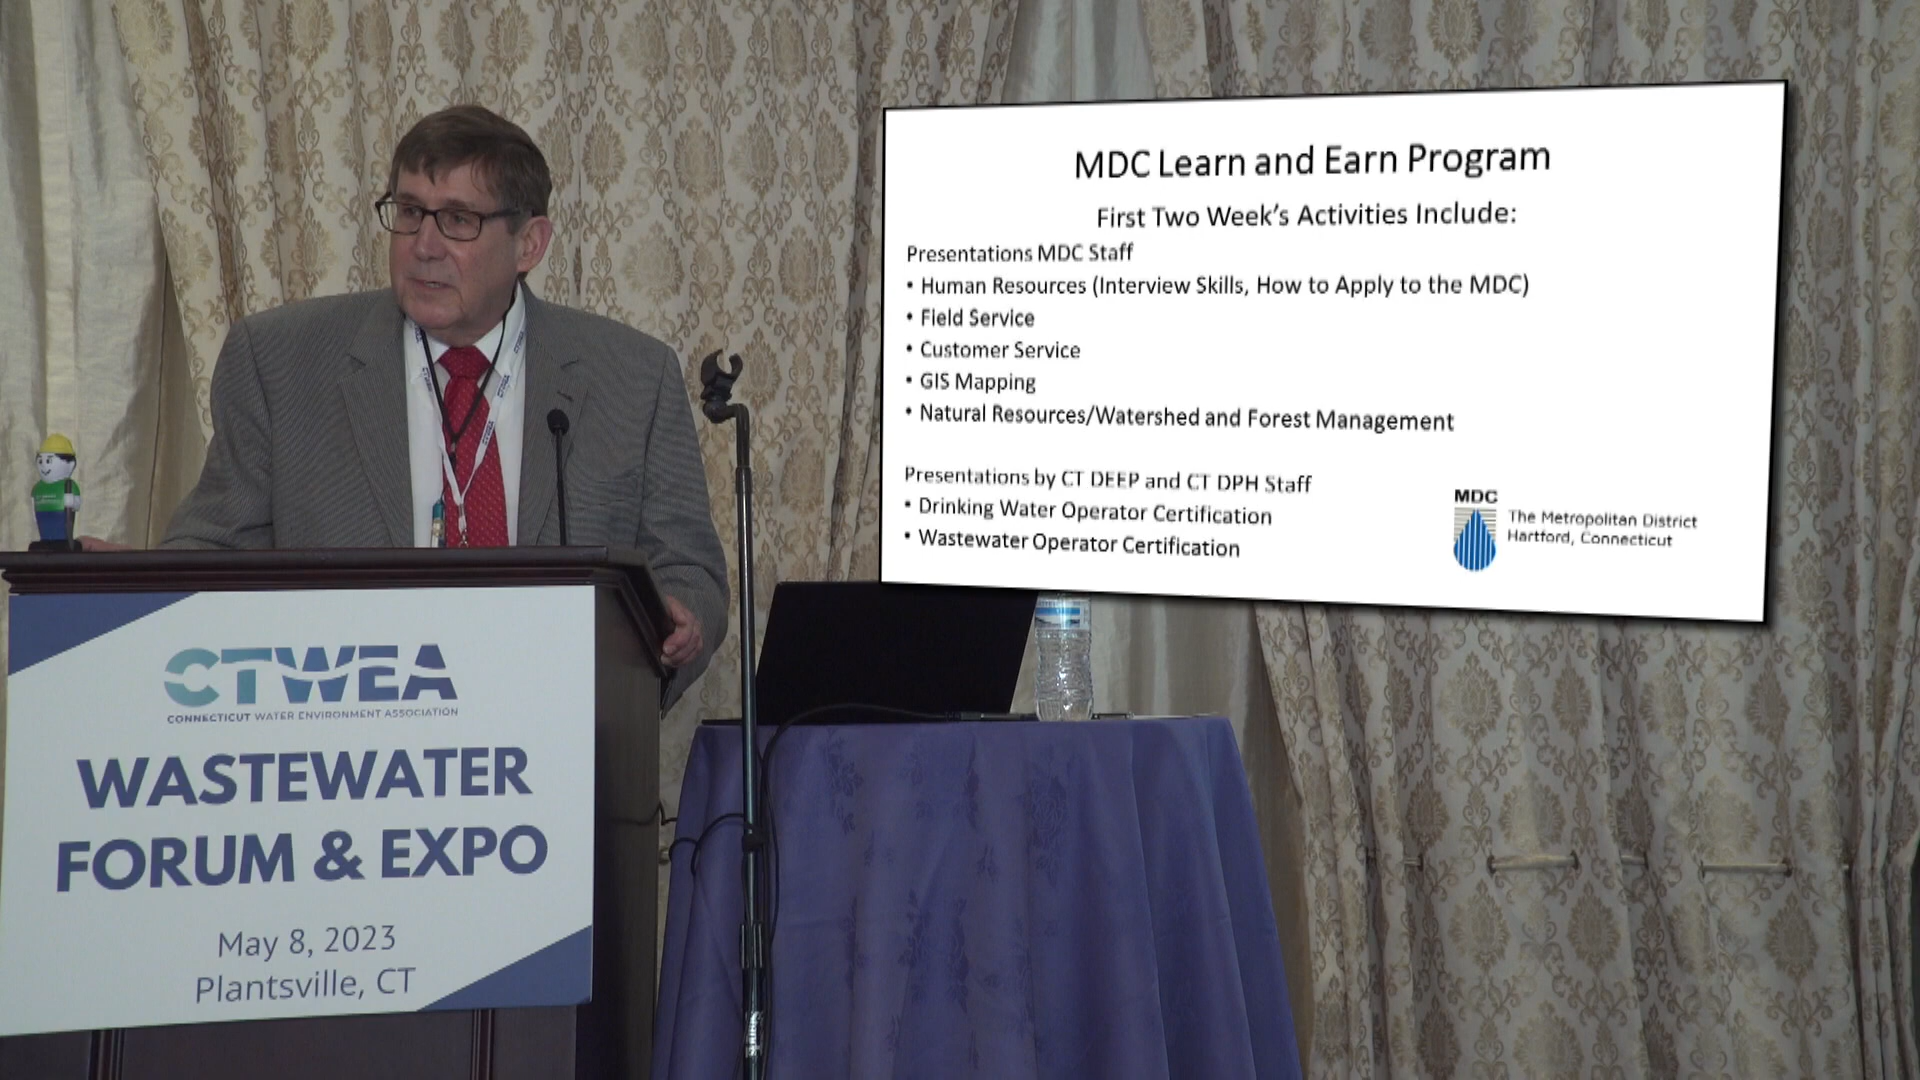 MDC Learn and Earn Program
First Two Week's Activities Include:
Presentations MDC Staff
• Human Resources (Interview Skills, How to Apply to the MDC)
• Field Service
• Customer Service
• GIS Mapping
• Natural Resources/Watershed and Forest Management
Presentations by CT DEEP and CT DPH Staff
• Drinking Water Operator Certification
• Wastewater Operator Certification
MDC
The Metropolitan District
Hartford, Connecticut
CTWEA
CONNECTICUT WATER ENVIRONMENT ASSOCIATION
WASTEWATER
FORUM & EXPO
May 8, 2023
Plantsville, CT